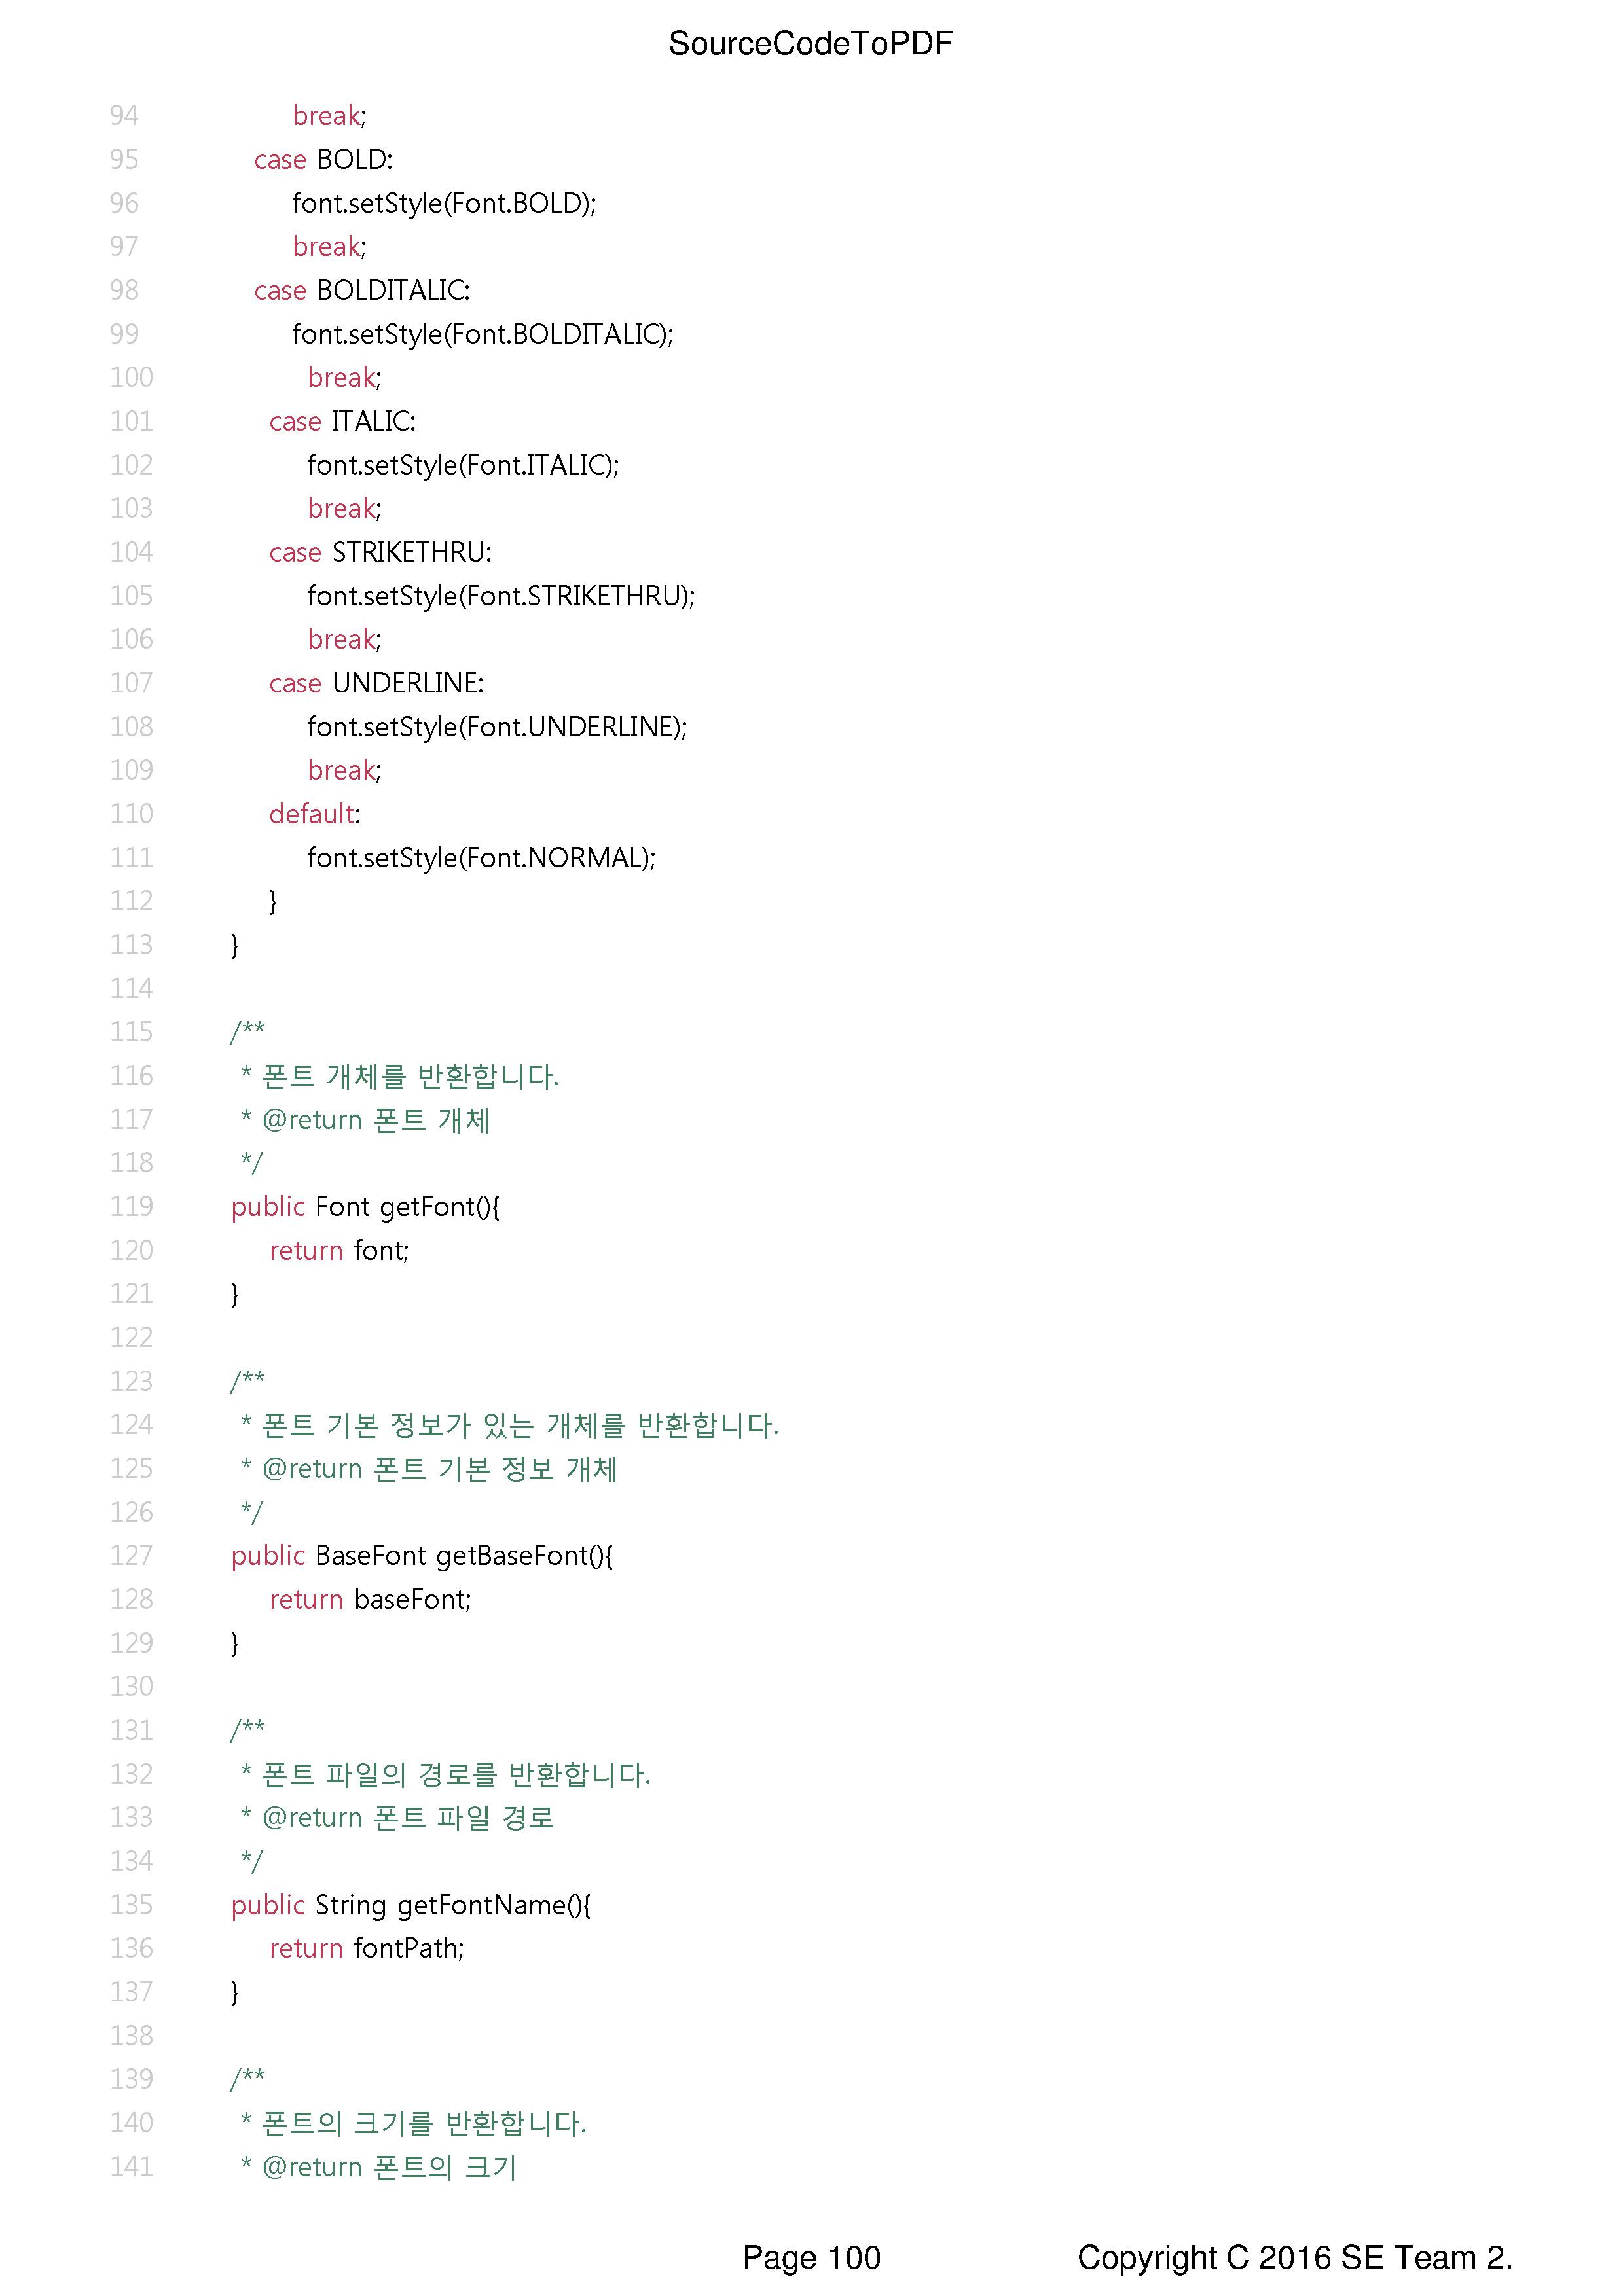 SourceCodeToPDF
94 break;
95 case BOLD:
96 font.setStyle(Font.BOLD);
97 break;
98 case BOLDITALIC:
99 font.setStyle(Font.BOLDITALIC);
100 break;
101 case ITALIC:
102 font.setStyle(Font.ITALIC);
103 break;
104 case STRIKETHRU:
105 font.setStyle(Font.STRIKETHRU);
106 break;
107 case UNDERLINE:
108 font.setStyle(Font.UNDERLINE);
109 break;
110 default:
111 font.setStyle(Font.NORMAL);
112 }
113 }
114
115 /**
116 * 폰트 개체를 반환합니다.
117 * @return 폰트 개체
118 */
119 public Font getFont(){
120 return font;
121 }
122
123 /**
124 * 폰트 기본 정보가 있는 개체를 반환합니다.
125 * @return 폰트 기본 정보 개체
126 */
127 public BaseFont getBaseFont(){
128 return baseFont;
129 }
130
131 /**
132 * 폰트 파일의 경로를 반환합니다.
133 * @return 폰트 파일 경로
134 */
135 public String getFontName(){
136 return fontPath;
137 }
138
139 /**
140 * 폰트의 크기를 반환합니다.
141 * @return 폰트의 크기
Page 100 Copyright C 2016 SE Team 2.